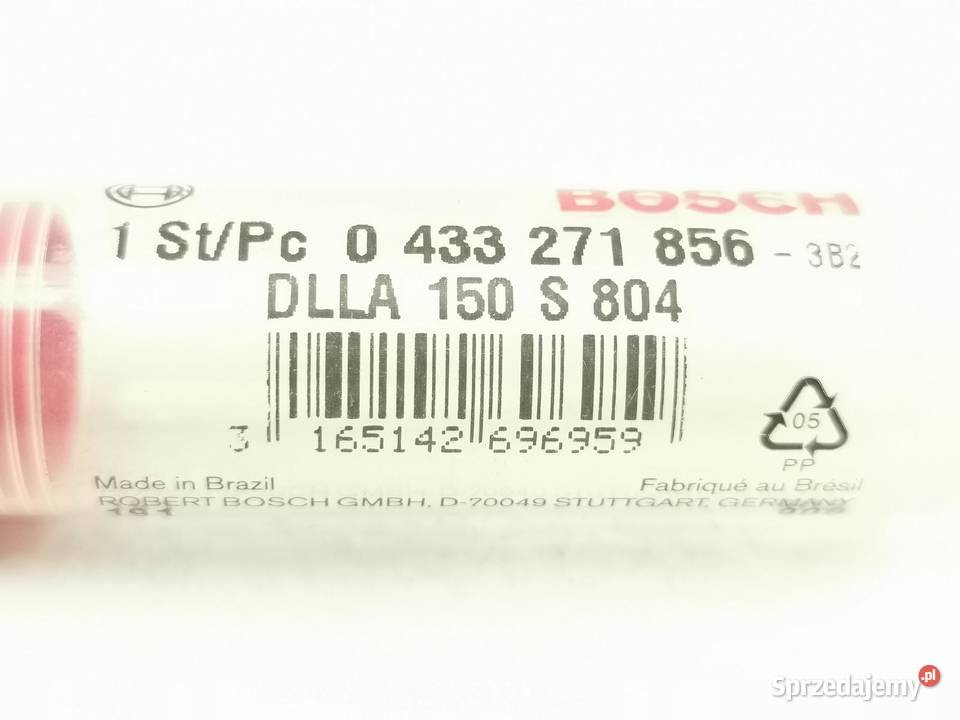 BOSCH
1 St/Pc 0 433 271 856 - 3B2
DLLA 150 S 804
3 165142 696959
05
PP
Made in Brazil Fabriqué au Brésil
ROBERT BOSCH GMBH, D-70049 STUTTGART, GERMANY
Sprzedajemy.pl